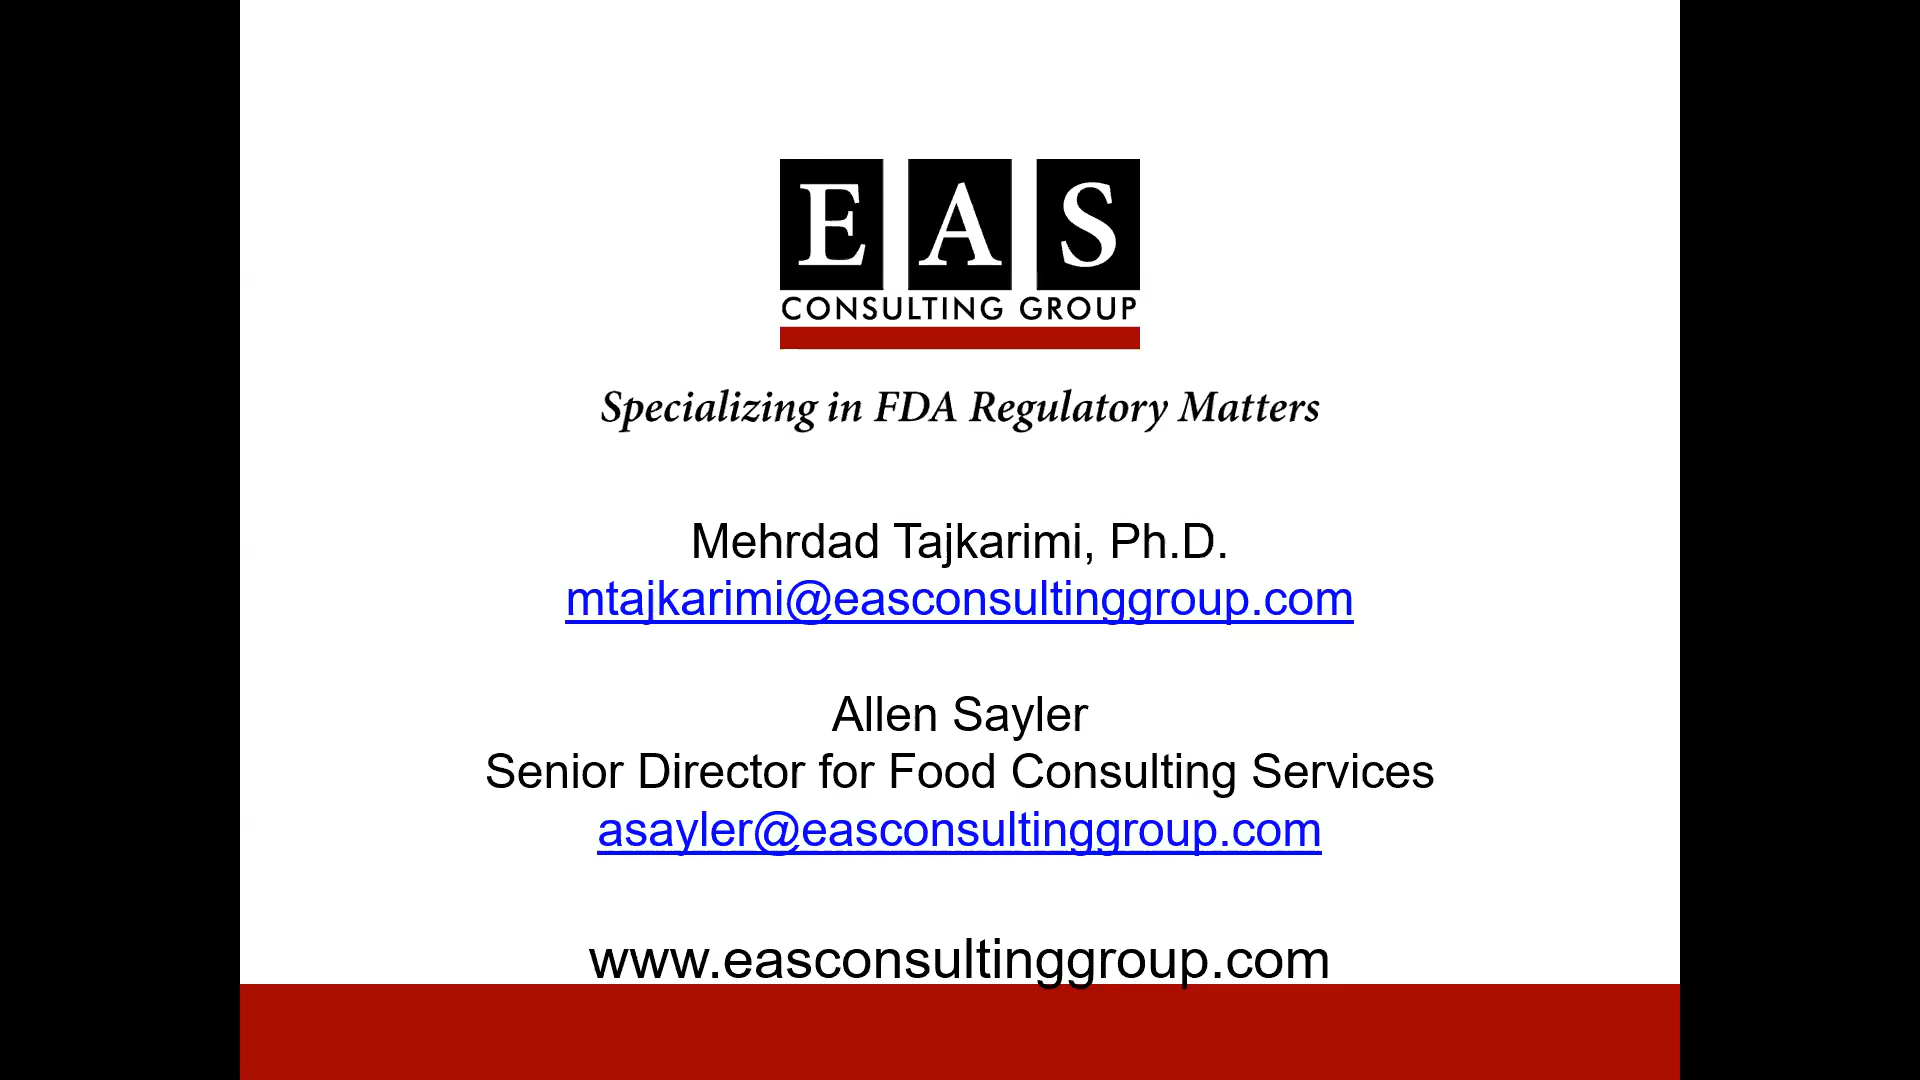 EAS
CONSULTING GROUP
Specializing in FDA Regulatory Matters
Mehrdad Tajkarimi, Ph.D.
mtajkarimi@easconsultinggroup.com
Allen Sayler
Senior Director for Food Consulting Services
asayler@easconsultinggroup.com
www.easconsultinggroup.com